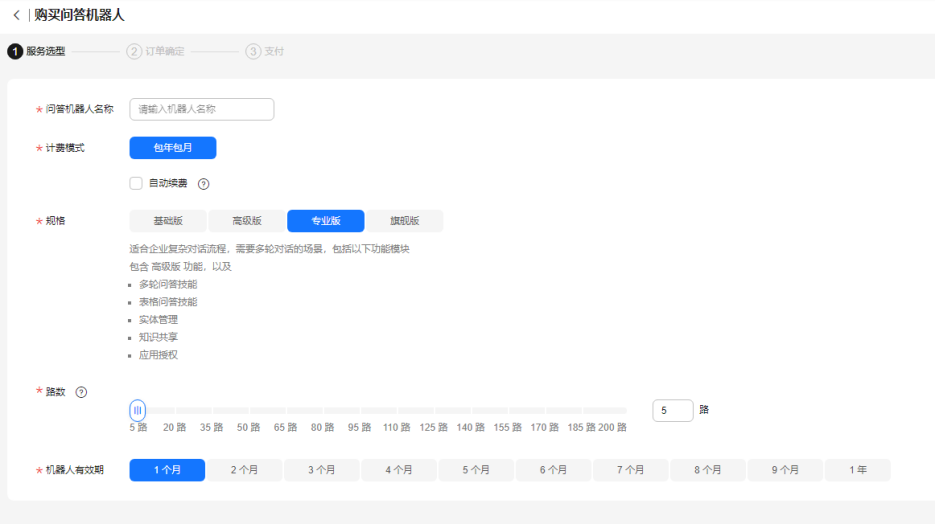 购买问答机器人
1 服务选型 2 订单确定 3 支付
* 问答机器人名称 请输入机器人名称
* 计费模式 包年包月
自动续费 ?
* 规格 基础版 高级版 专业版 旗舰版
适合企业复杂对话流程，需要多轮对话的场景，包括以下功能模块
包含 高级版 功能，以及
多轮问答技能
表格问答技能
实体管理
知识共享
应用授权
* 路数 ?
5 路
5 路 20 路 35 路 50 路 65 路 80 路 95 路 110 路 125 路 140 路 155 路 170 路 185 路 200 路
* 机器人有效期 1 个月 2 个月 3 个月 4 个月 5 个月 6 个月 7 个月 8 个月 9 个月 1 年